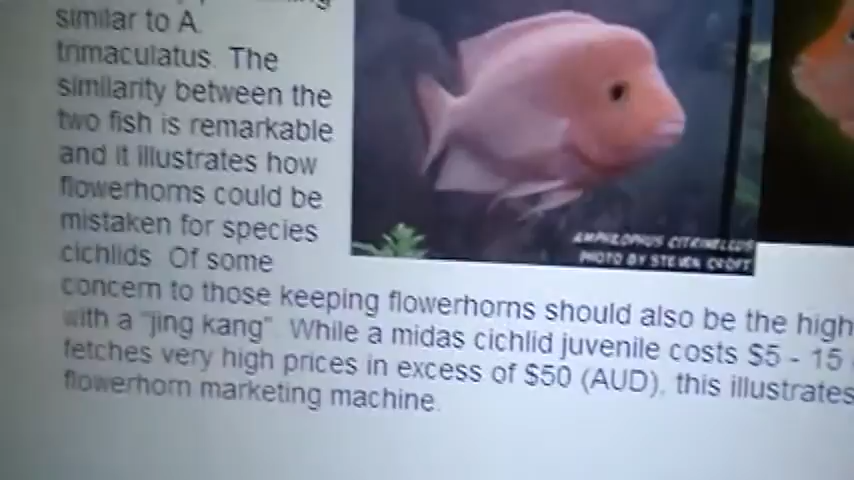 similar to A.
trimaculatus. The
similarity between the
two fish is remarkable
and it illustrates how
flowerhorns could be
mistaken for species
cichlids. Of some
concern to those keeping flowerhorns should also be the high
with a "jing kang". While a midas cichlid juvenile costs $5 - 15
fetches very high prices in excess of $50 (AUD), this illustrates
flowerhorn marketing machine.
AMPHILOPHUS CITRINELLUS
PHOTO BY STEVEN CROFT